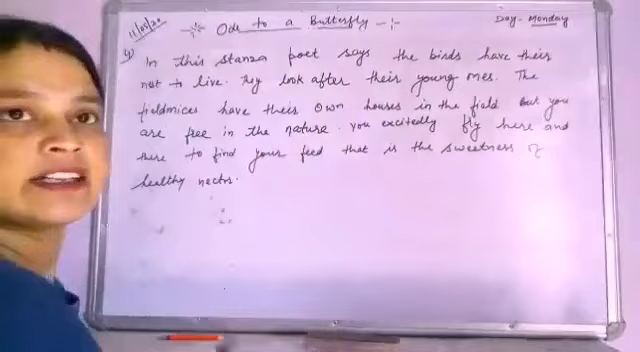 11/05/20 Ode to a Butterfly Day- Monday
4) In this stanza poet says the birds have their
nest to live. They look after their young ones. The
fieldmices have their own houses in the field but you
are free in the nature. you excitedly fly here and
there to find your feed that is the sweetness of
healthy nector.